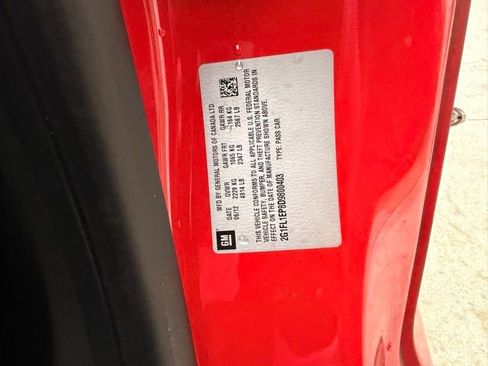 MFD BY GENERAL MOTORS OF CANADA LTD.
DATE GVWR GAWR FRT GAWR RR
06/12 2229 KG 1065 KG 1164 KG
4914 LB 2347 LB 2567 LB
THIS VEHICLE CONFORMS TO ALL APPLICABLE U.S. FEDERAL MOTOR
VEHICLE SAFETY, BUMPER, AND THEFT PREVENTION STANDARDS IN
EFFECT ON THE DATE OF MANUFACTURE SHOWN ABOVE.
2G1FL1EP8D9800403 TYPE: PASS CAR
GM